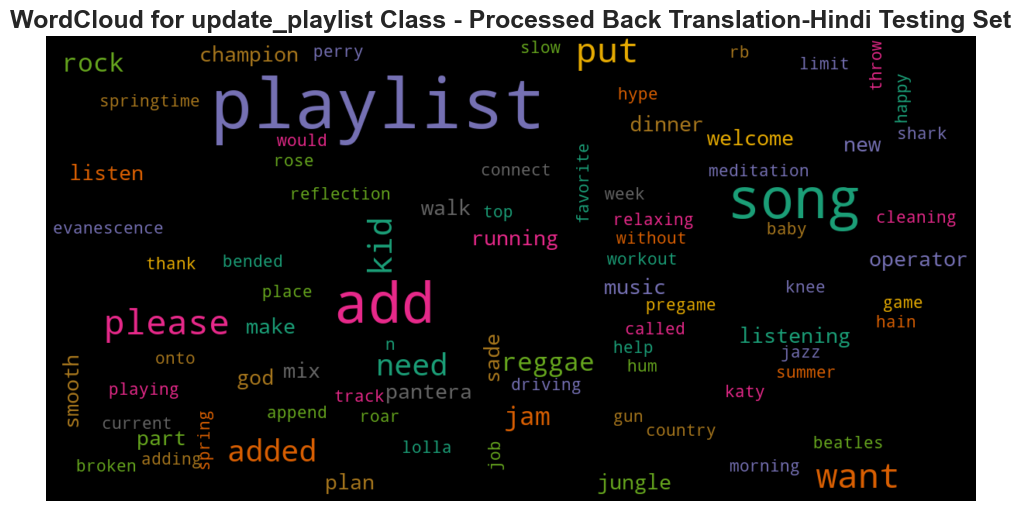 WordCloud for update_playlist Class - Processed Back Translation-Hindi Testing Set
rock
champion
perry
slow
put
rb
limit
throw
happy
springtime
playlist
hype
dinner
welcome
new
shark
would
rose
listen
reflection
connect
favorite
week
meditation
song
cleaning
walk
top
relaxing
baby
evanescence
kid
running
without
thank
bended
workout
operator
place
add
music
knee
pregame
game
please
make
called
listening
hain
n
help
jazz
onto
need
sade
reggae
hum
summer
smooth
god
mix
driving
playing
track
pantera
katy
current
append
roar
jam
gun
country
part
spring
added
lolla
job
beatles
broken
adding
morning
want
plan
jungle